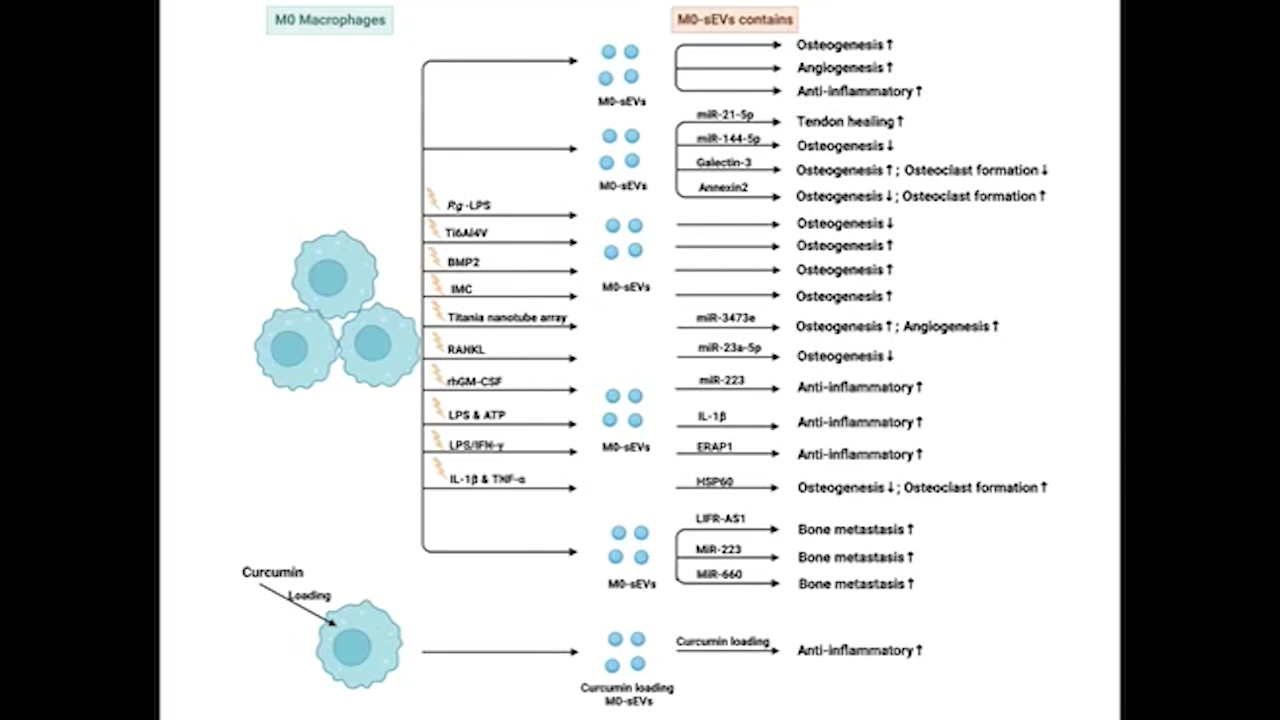 M0 Macrophages
M0-sEVs contains
Osteogenesis↑
Angiogenesis↑
Anti-inflammatory↑
M0-sEVs
miR-21-5p
Tendon healing↑
miR-144-5p
Osteogenesis↓
Galectin-3
Osteogenesis↑; Osteoclast formation↓
Annexin2
Osteogenesis↓; Osteoclast formation↑
M0-sEVs
Rg-LPS
Osteogenesis↓
Ti6Al4V
Osteogenesis↑
BMP2
Osteogenesis↑
M0-sEVs
IMC
Osteogenesis↑
Titania nanotube array
miR-3473e
Osteogenesis↑; Angiogenesis↑
RANKL
miR-23a-5p
Osteogenesis↓
rhGM-CSF
miR-223
Anti-inflammatory↑
LPS & ATP
IL-1β
Anti-inflammatory↑
LPS/IFN-γ
ERAP1
Anti-inflammatory↑
M0-sEVs
IL-1β & TNF-α
HSP60
Osteogenesis↓; Osteoclast formation↑
LIFR-AS1
Bone metastasis↑
MiR-223
Bone metastasis↑
MiR-660
Bone metastasis↑
M0-sEVs
Curcumin
Loading
Curcumin loading
Anti-inflammatory↑
Curcumin loading
M0-sEVs